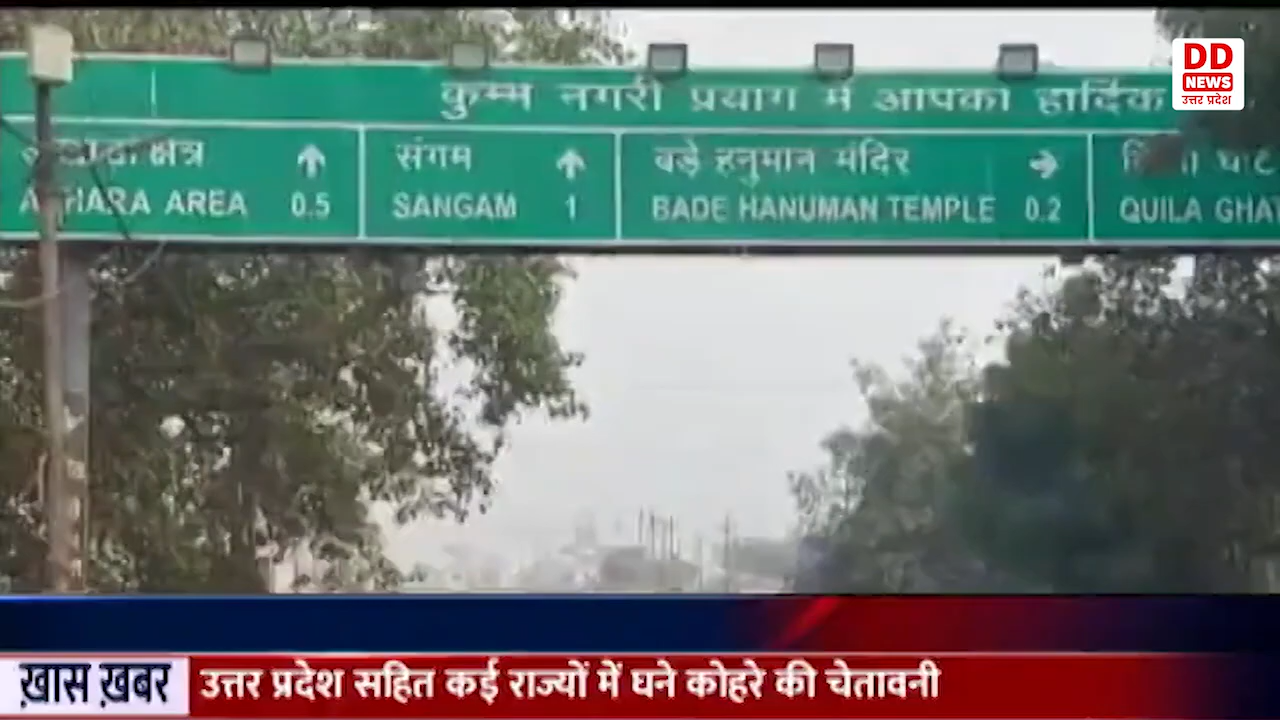 DD
NEWS
उत्तर प्रदेश
कुम्भ नगरी प्रयाग में आपका हार्दिक
क्षेत्र
AREA 0.5
संगम
SANGAM 1
बड़े हनुमान मंदिर
BADE HANUMAN TEMPLE 0.2
QUILA
ख़ास ख़बर
उत्तर प्रदेश सहित कई राज्यों में घने कोहरे की चेतावनी